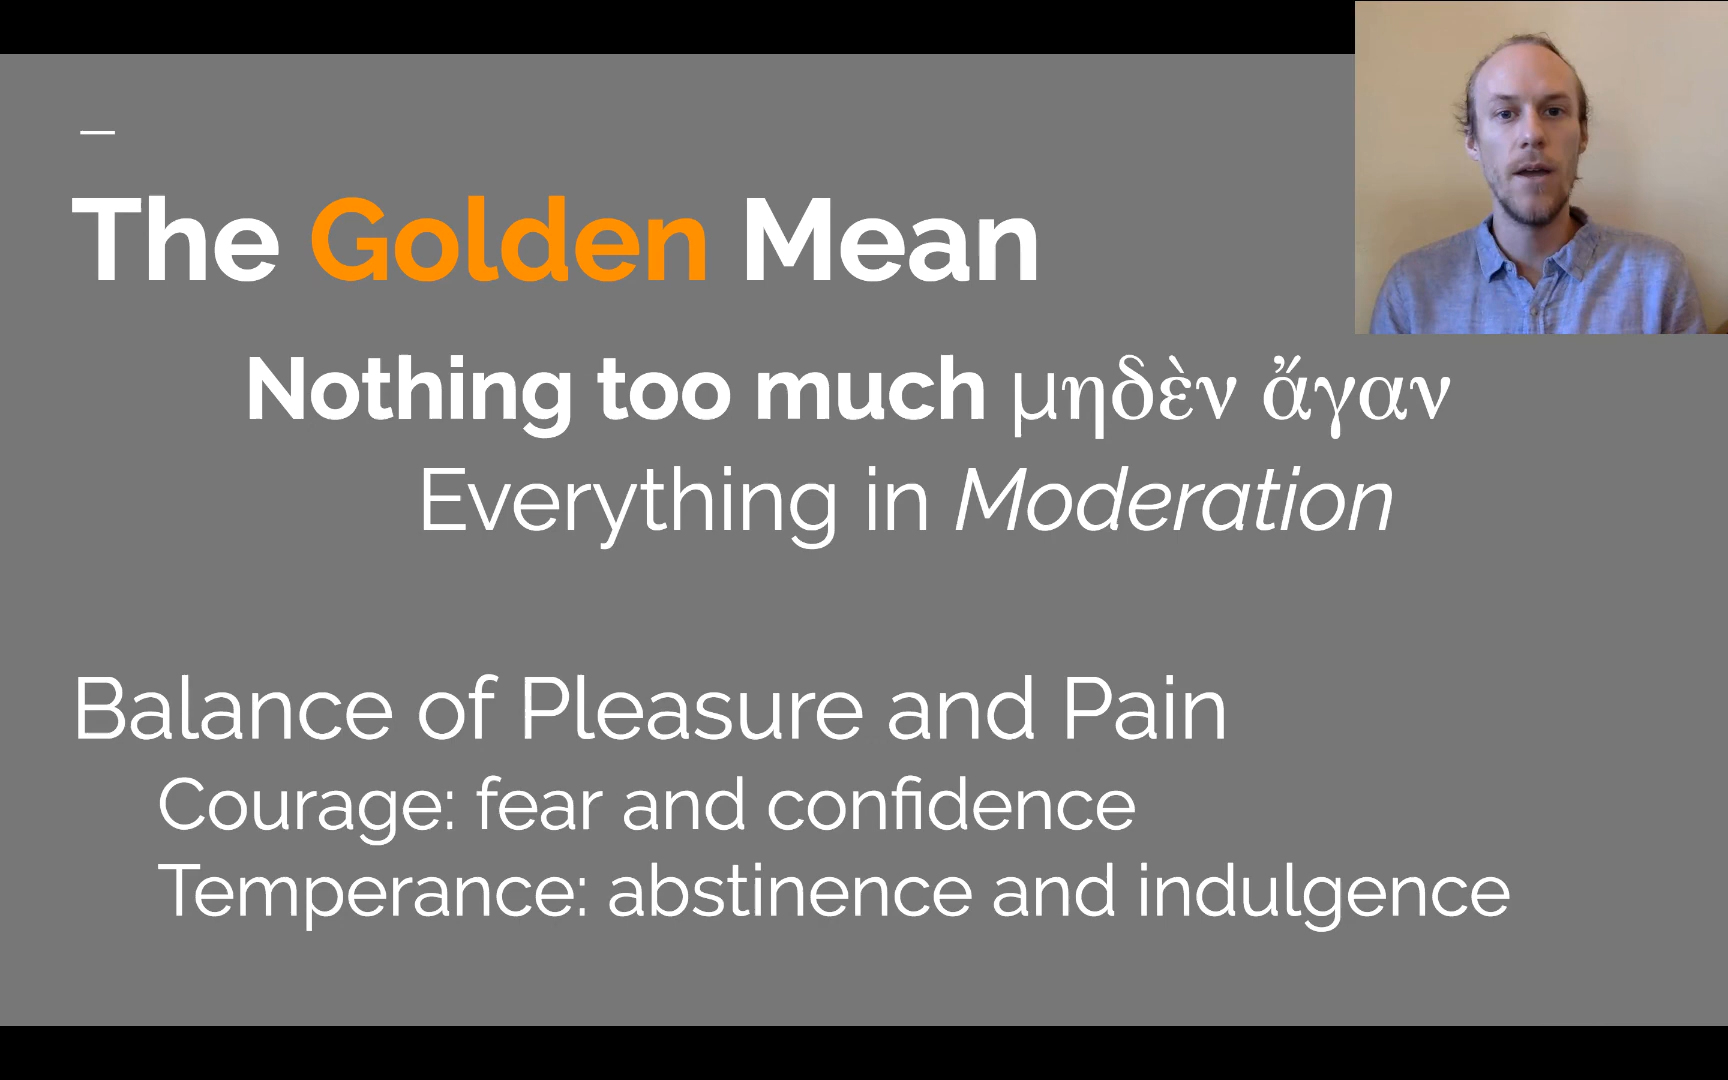 The Golden Mean
Nothing too much μηδὲν ἄγαν
Everything in Moderation
Balance of Pleasure and Pain
Courage: fear and confidence
Temperance: abstinence and indulgence